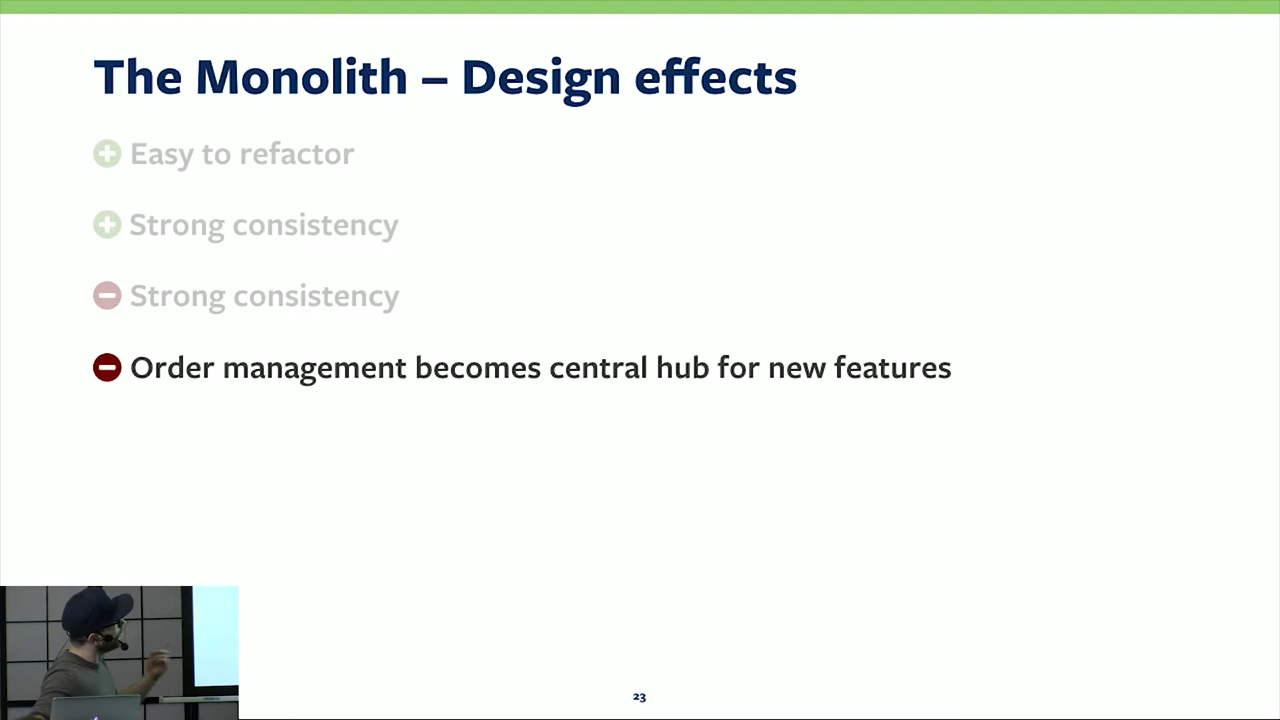 The Monolith – Design effects
Easy to refactor
Strong consistency
Strong consistency
Order management becomes central hub for new features
23